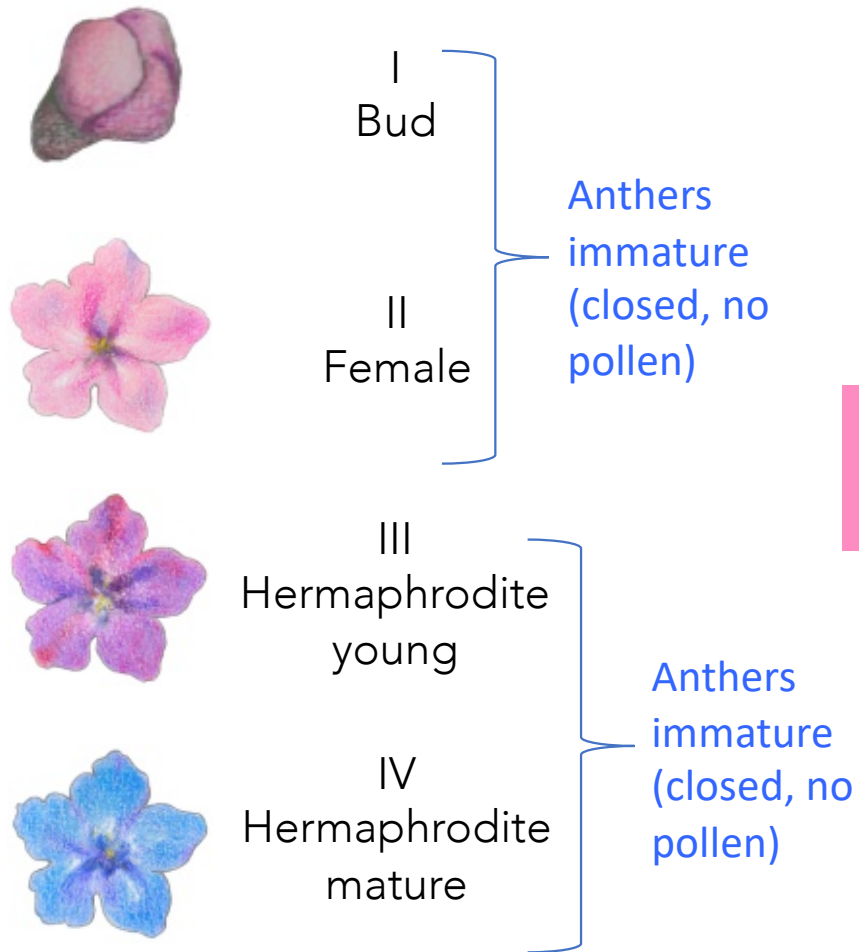 I
Bud
Anthers
immature
(closed, no
pollen)
II
Female
III
Hermaphrodite
young
Anthers
immature
(closed, no
pollen)
IV
Hermaphrodite
mature